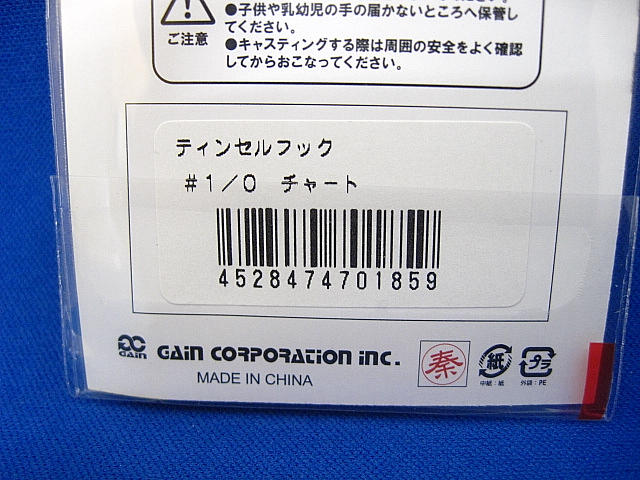 ●子供や乳幼児の手の届かないところへ保管し
てください。
●キャスティングする際は周囲の安全をよく確認
してからおこなってください。
ご注意
ティンセルフック
#1/0 チャート
4528474701859
GAIN
GAIN CORPORATION INC.
MADE IN CHINA
秦
紙
中紙：紙
プラ
外袋：PE